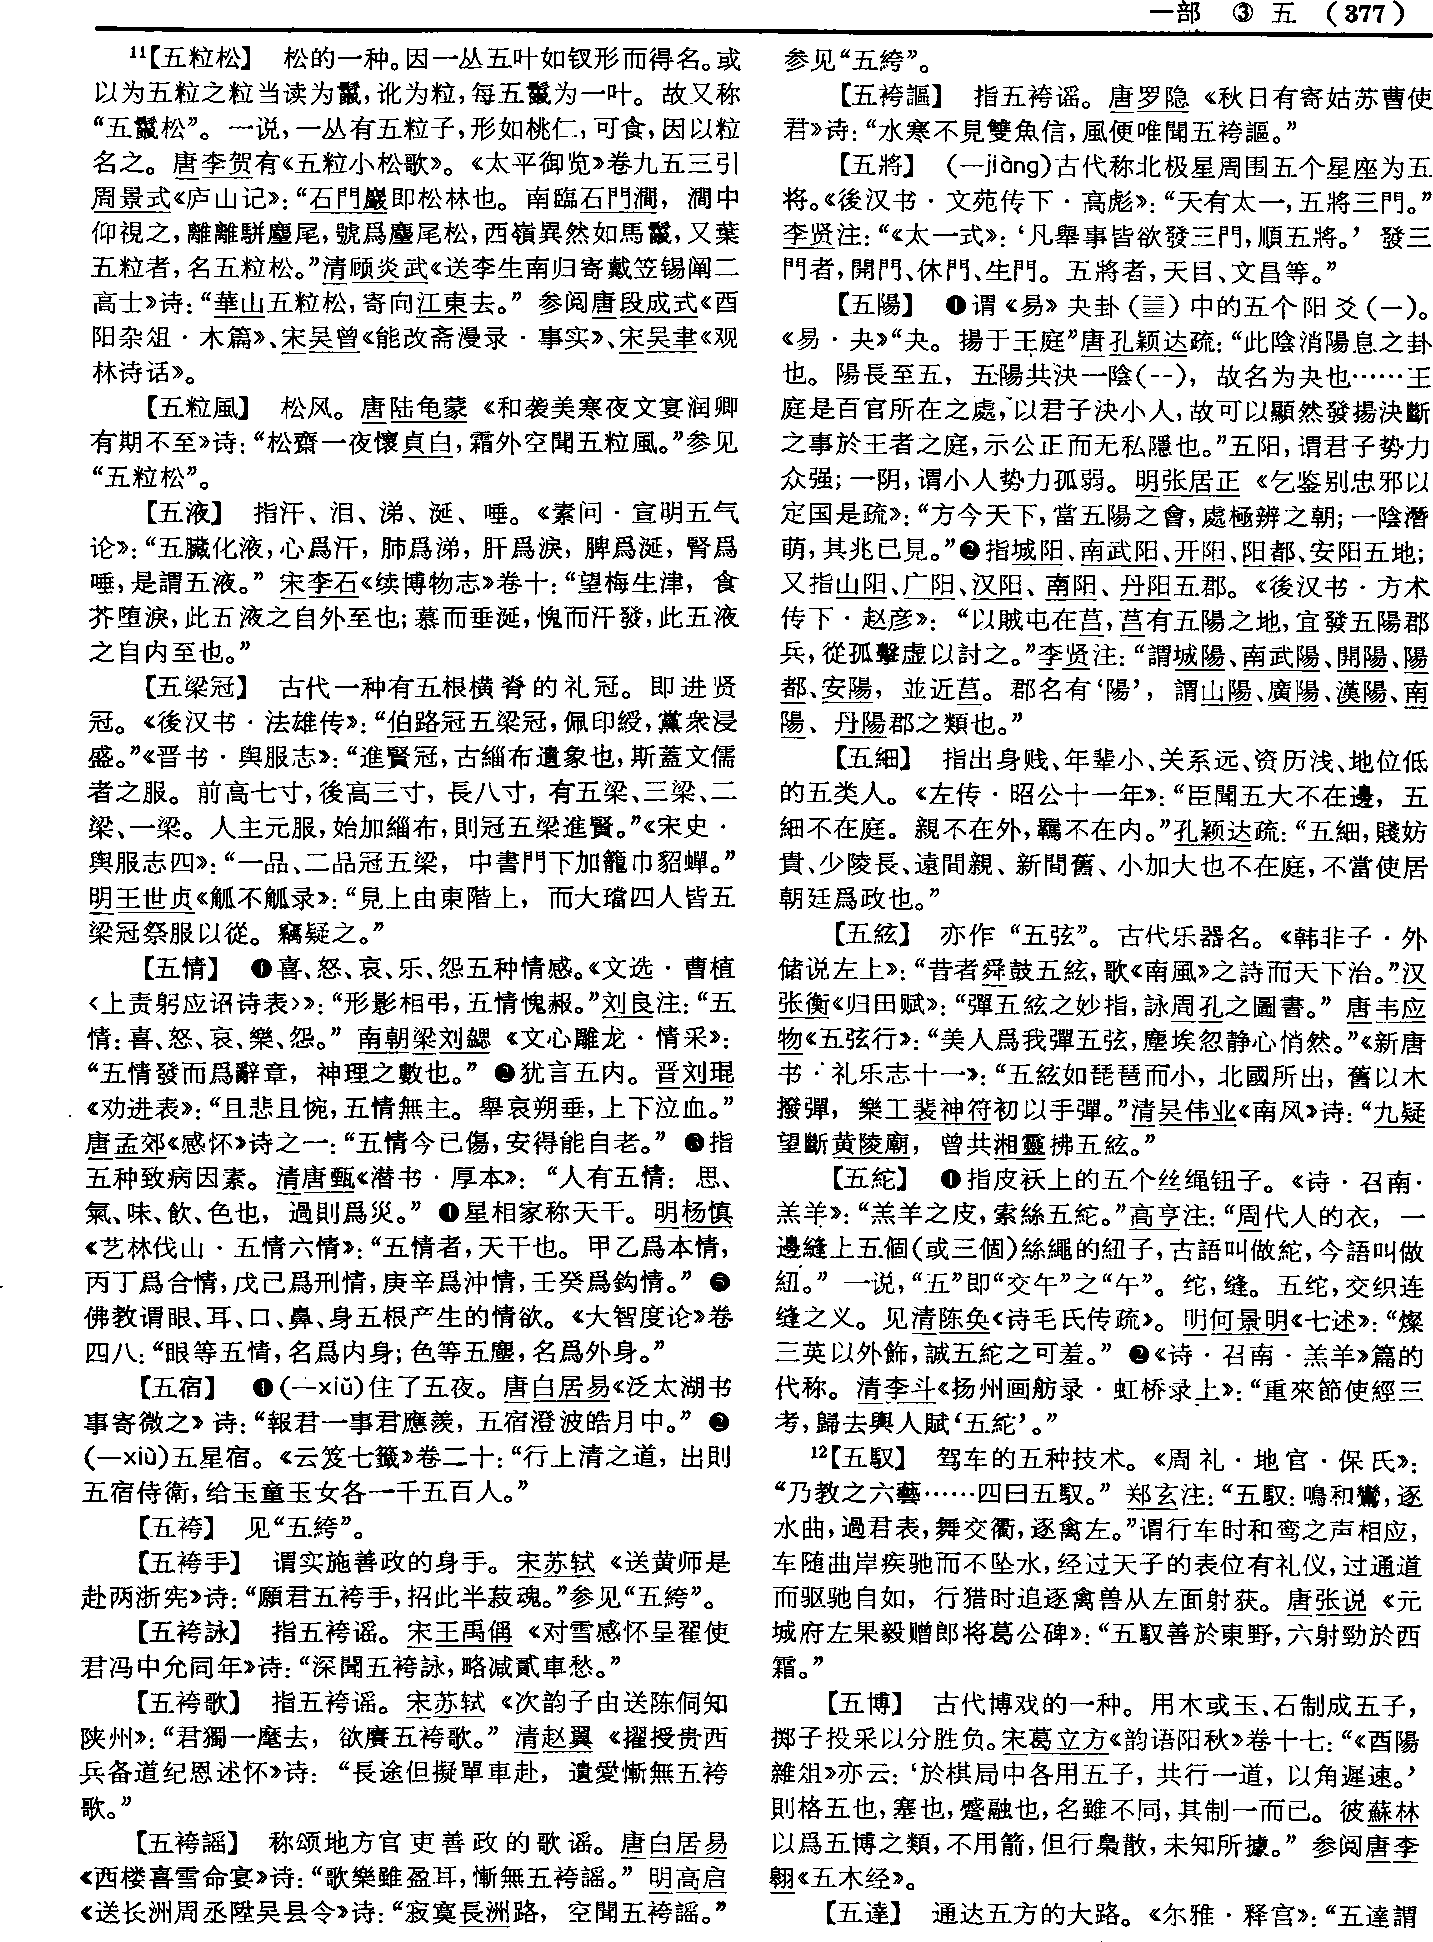 一部 ③ 五 (377)
11【五粒松】 松的一种。因一丛五叶如钗形而得名。或
以为五粒之粒当读为鬣,讹为粒,每五鬣为一叶。故又称
“五鬣松”。一说,一丛有五粒子,形如桃仁,可食,因以粒
名之。唐李贺有《五粒小松歌》。《太平御览》卷九五三引
周景式《庐山记》:“石門巖即松林也。南臨石門澗,澗中
仰視之,離離駢麈尾,號爲麈尾松,西嶺異然如馬鬣,又葉
五粒者,名五粒松。”清顾炎武《送李生南归寄戴笠锡阐二
高士》诗:“華山五粒松,寄向江東去。”参阅唐段成式《酉
阳杂俎·木篇》、宋吴曾《能改斋漫录·事实》、宋吴聿《观
林诗话》。
【五粒風】 松风。唐陆龟蒙《和袭美寒夜文宴润卿
有期不至》诗:“松齋一夜懷貞白,霜外空聞五粒風。”参见
“五粒松”。
【五液】 指汗、泪、涕、涎、唾。《素问·宣明五气
论》:“五臟化液,心爲汗,肺爲涕,肝爲淚,脾爲涎,腎爲
唾,是謂五液。”宋李石《续博物志》卷十:“望梅生津,食
芥堕淚,此五液之自外至也;慕而垂涎,愧而汗發,此五液
之自内至也。”
【五梁冠】 古代一种有五根横脊的礼冠。即进贤
冠。《後汉书·法雄传》:“伯路冠五梁冠,佩印綬,黨衆浸
盛。”《晋书·舆服志》:“進賢冠,古緇布遺象也,斯蓋文儒
者之服。前高七寸,後高三寸,長八寸,有五梁、三梁、二
梁、一梁。人主元服,始加緇布,則冠五梁進賢。”《宋史·
舆服志四》:“一品、二品冠五梁,中書門下加籠巾貂蟬。”
明王世贞《觚不觚录》:“見上由東階上,而大璫四人皆五
梁冠祭服以從。竊疑之。”
【五情】 ❶喜、怒、哀、乐、怨五种情感。《文选·曹植
〈上责躬应诏诗表〉》:“形影相弔,五情愧赧。”刘良注:“五
情:喜、怒、哀、樂、怨。”南朝梁刘勰《文心雕龙·情采》:
“五情發而爲辭章,神理之數也。”❷犹言五内。晋刘琨
《劝进表》:“且悲且惋,五情無主。舉哀朔垂,上下泣血。”
唐孟郊《感怀》诗之一:“五情今已傷,安得能自老。”❸指
五种致病因素。清唐甄《潜书·厚本》:“人有五情:思、
氣、味、飲、色也,過則爲災。”❹星相家称天干。明杨慎
《艺林伐山·五情六情》:“五情者,天干也。甲乙爲本情,
丙丁爲合情,戊己爲刑情,庚辛爲沖情,壬癸爲鈎情。”❺
佛教谓眼、耳、口、鼻、身五根产生的情欲。《大智度论》卷
四八:“眼等五情,名爲内身;色等五塵,名爲外身。”
【五宿】 ❶(—xiǔ)住了五夜。唐白居易《泛太湖书
事寄微之》诗:“報君一事君應羨,五宿澄波皓月中。”❷
(—xiù)五星宿。《云笈七籤》卷二十:“行上清之道,出則
五宿侍衛,给玉童玉女各一千五百人。”
【五袴】 见“五絝”。
【五袴手】 谓实施善政的身手。宋苏轼《送黄师是
赴两浙宪》诗:“願君五袴手,招此半菽魂。”参见“五絝”。
【五袴詠】 指五袴谣。宋王禹偁《对雪感怀呈翟使
君冯中允同年》诗:“深聞五袴詠,略减貳車愁。”
【五袴歌】 指五袴谣。宋苏轼《次韵子由送陈侗知
陕州》:“君獨一麾去,欲賡五袴歌。”清赵翼《擢授贵西
兵备道纪恩述怀》诗:“長途但擬單車赴,遺愛慚無五袴
歌。”
【五袴謡】 称颂地方官吏善政的歌谣。唐白居易
《西楼喜雪命宴》诗:“歌樂雖盈耳,慚無五袴謡。”明高启
《送长洲周丞陞吴县令》诗:“寂寞長洲路,空聞五袴謡。”
参见“五絝”。
【五袴謳】 指五袴谣。唐罗隐《秋日有寄姑苏曹使
君》诗:“水寒不見雙魚信,風便唯聞五袴謳。”
【五將】 (—jiàng)古代称北极星周围五个星座为五
将。《後汉书·文苑传下·高彪》:“天有太一,五將三門。”
李贤注:“《太一式》:‘凡舉事皆欲發三門,順五將。’發三
門者,開門、休門、生門。五將者,天目、文昌等。”
【五陽】 ❶谓《易》夬卦(䷪)中的五个阳爻(—)。
《易·夬》“夬。揚于王庭”唐孔颖达疏:“此陰消陽息之卦
也。陽長至五,五陽共決一陰(--),故名为夬也……王
庭是百官所在之處,以君子決小人,故可以顯然發揚決斷
之事於王者之庭,示公正而无私隱也。”五阳,谓君子势力
众强;一阴,谓小人势力孤弱。明张居正《乞鉴别忠邪以
定国是疏》:“方今天下,當五陽之會,處極辨之朝;一陰潛
萌,其兆已見。”❷指城阳、南武阳、开阳、阳都、安阳五地;
又指山阳、广阳、汉阳、南阳、丹阳五郡。《後汉书·方术
传下·赵彦》:“以賊屯在莒,莒有五陽之地,宜發五陽郡
兵,從孤擊虚以討之。”李贤注:“謂城陽、南武陽、開陽、陽
都、安陽,並近莒。郡名有‘陽’,謂山陽、廣陽、漢陽、南
陽、丹陽郡之類也。”
【五細】 指出身贱、年辈小、关系远、资历浅、地位低
的五类人。《左传·昭公十一年》:“臣聞五大不在邊,五
細不在庭。親不在外,羈不在内。”孔颖达疏:“五細,賤妨
貴、少陵長、遠間親、新間舊、小加大也不在庭,不當使居
朝廷爲政也。”
【五絃】 亦作“五弦”。古代乐器名。《韩非子·外
储说左上》:“昔者舜鼓五絃,歌《南風》之詩而天下治。”汉
张衡《归田赋》:“彈五絃之妙指,詠周孔之圖書。”唐韦应
物《五弦行》:“美人爲我彈五弦,塵埃忽静心悄然。”《新唐
书·礼乐志十一》:“五絃如琵琶而小,北國所出,舊以木
撥彈,樂工裴神符初以手彈。”清吴伟业《南风》诗:“九疑
望斷黄陵廟,曾共湘靈拂五絃。”
【五紽】 ❶指皮袄上的五个丝绳钮子。《诗·召南·
羔羊》:“羔羊之皮,素絲五紽。”高亨注:“周代人的衣,一
邊縫上五個(或三個)絲繩的紐子,古語叫做紽,今語叫做
紐。”一说,“五”即“交午”之“午”。纶,缝。五纶,交织连
缝之义。见清陈奂《诗毛氏传疏》。明何景明《七述》:“燦
三英以外飾,誠五紽之可羞。”❷《诗·召南·羔羊》篇的
代称。清李斗《扬州画舫录·虹桥录上》:“重來節使經三
考,歸去輿人賦‘五紽’。”
12【五馭】 驾车的五种技术。《周礼·地官·保氏》:
“乃教之六藝……四曰五馭。”郑玄注:“五馭:鳴和鸞,逐
水曲,過君表,舞交衢,逐禽左。”谓行车时和鸾之声相应,
车随曲岸疾驰而不坠水,经过天子的表位有礼仪,过通道
而驱驰自如,行猎时追逐禽兽从左面射获。唐张说《元
城府左果毅赠郎将葛公碑》:“五馭善於東野,六射勁於西
霜。”
【五博】 古代博戏的一种。用木或玉、石制成五子,
掷子投采以分胜负。宋葛立方《韵语阳秋》卷十七:“《酉陽
雜俎》亦云:‘於棋局中各用五子,共行一道,以角遲速。’
則格五也,塞也,蹙融也,名雖不同,其制一而已。彼蘇林
以爲五博之類,不用箭,但行梟散,未知所據。”参阅唐李
翱《五木经》。
【五達】 通达五方的大路。《尔雅·释宫》:“五達謂